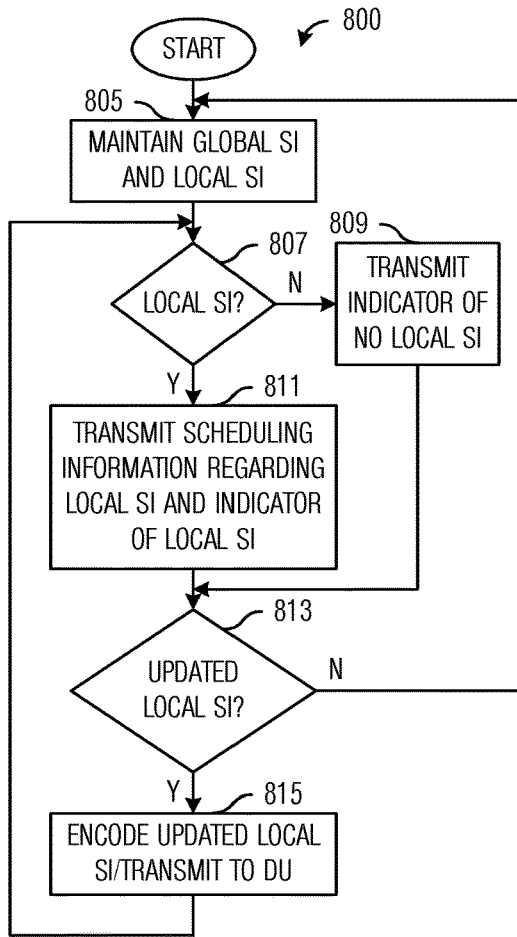 800
START
805
MAINTAIN GLOBAL SI
AND LOCAL SI
807
LOCAL SI?
N
Y
809
TRANSMIT
INDICATOR OF
NO LOCAL SI
811
TRANSMIT SCHEDULING
INFORMATION REGARDING
LOCAL SI AND INDICATOR
OF LOCAL SI
813
UPDATED
LOCAL SI?
N
Y
815
ENCODE UPDATED LOCAL
SI/TRANSMIT TO DU